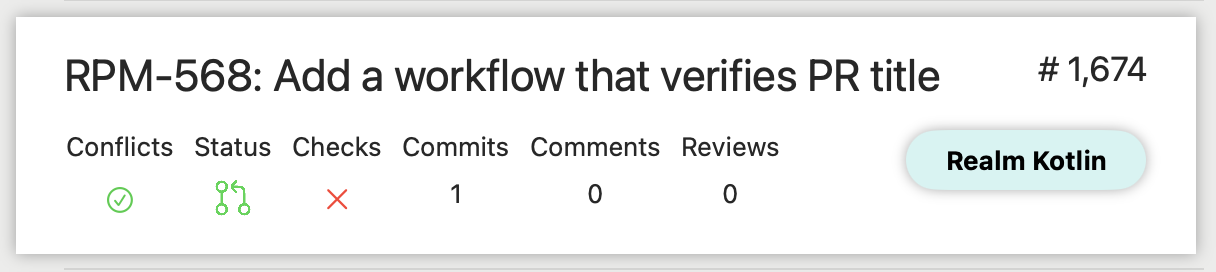 RPM-568: Add a workflow that verifies PR title
# 1,674
Conflicts Status Checks Commits Comments Reviews
1 0 0
Realm Kotlin